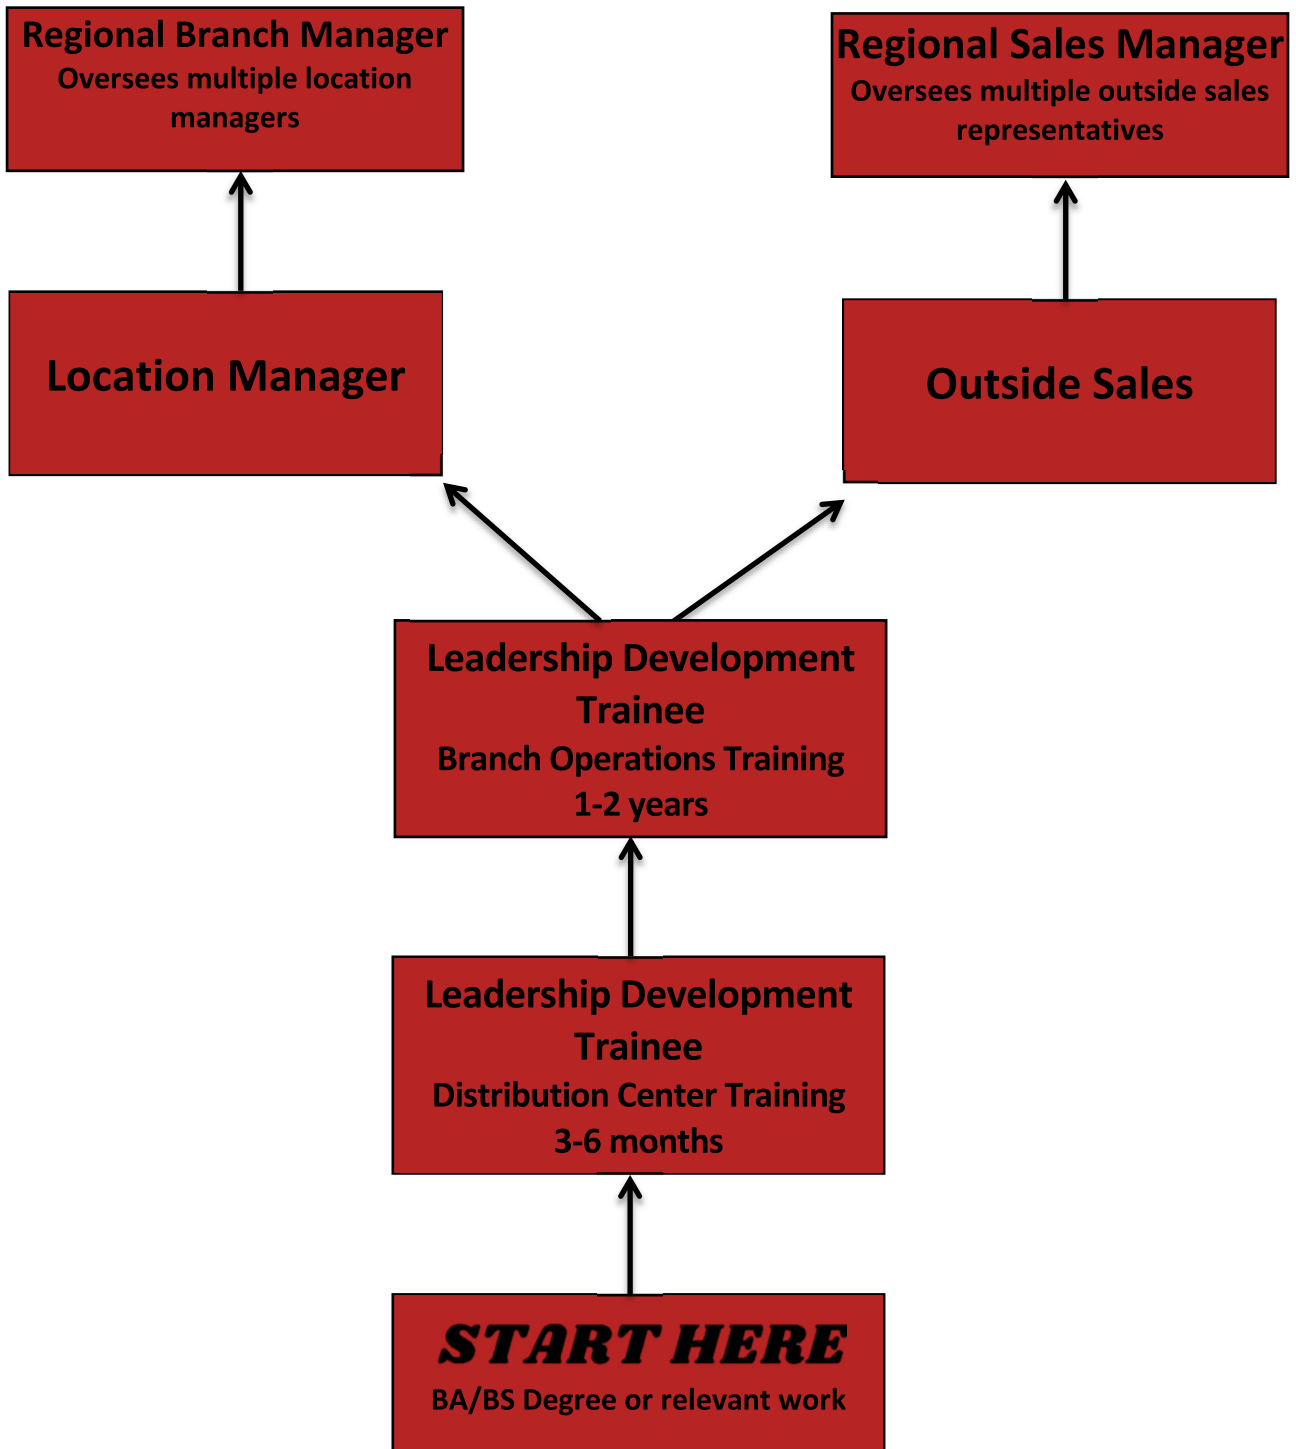 Regional Branch Manager
Oversees multiple location
managers
Regional Sales Manager
Oversees multiple outside sales
representatives
Location Manager
Outside Sales
Leadership Development
Trainee
Branch Operations Training
1-2 years
Leadership Development
Trainee
Distribution Center Training
3-6 months
START HERE
BA/BS Degree or relevant work